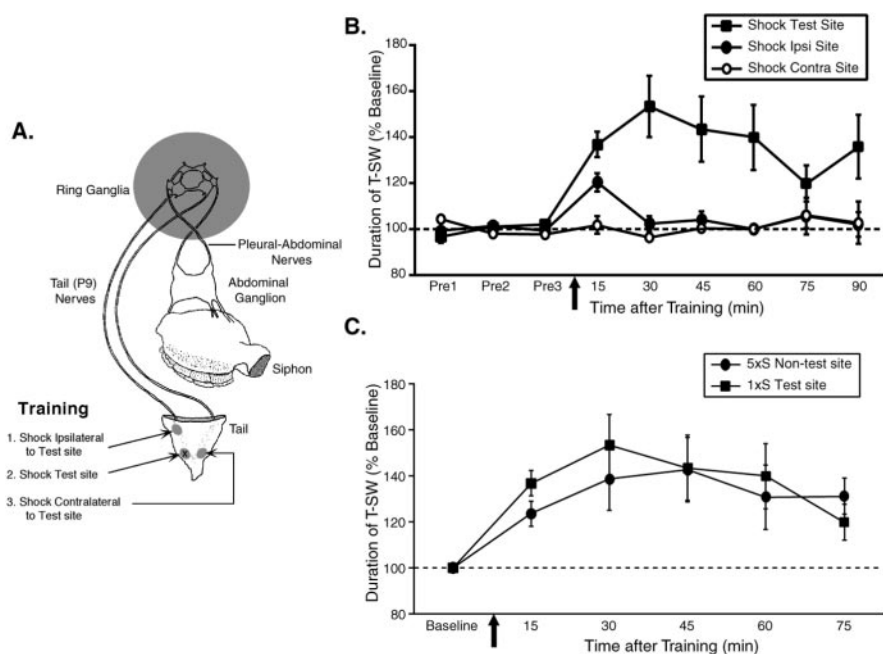 A.
Ring Ganglia
Pleural-Abdominal
Nerves
Tail (P9)
Nerves
Abdominal
Ganglion
Siphon
Training
Tail
1. Shock Ipsilateral
to Test site
2. Shock Test site
3. Shock Contralateral
to Test site
X
B.
Shock Test Site
Shock Ipsi Site
Shock Contra Site
Duration of T-SW (% Baseline)
180
160
140
120
100
80
Pre1 Pre2 Pre3 15 30 45 60 75 90
Time after Training (min)
C.
5xS Non-test site
1xS Test site
Duration of T-SW (% Baseline)
180
160
140
120
100
80
Baseline 15 30 45 60 75
Time after Training (min)